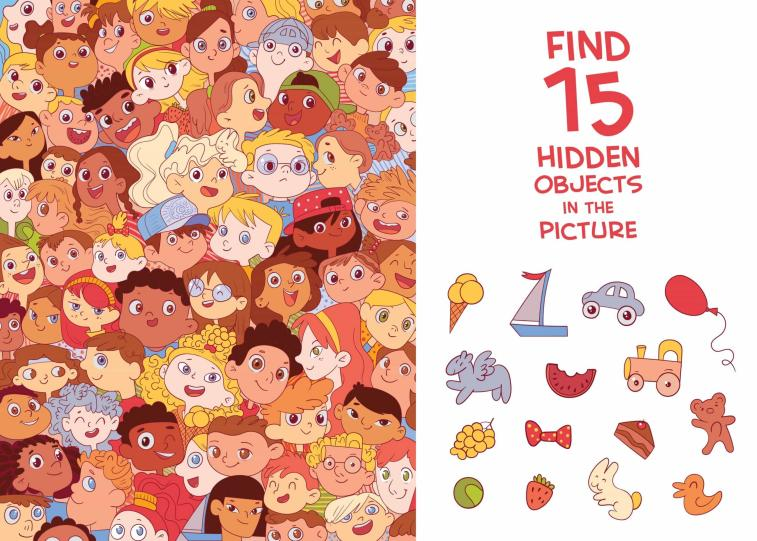 FIND
15
HIDDEN
OBJECTS
IN THE
PICTURE